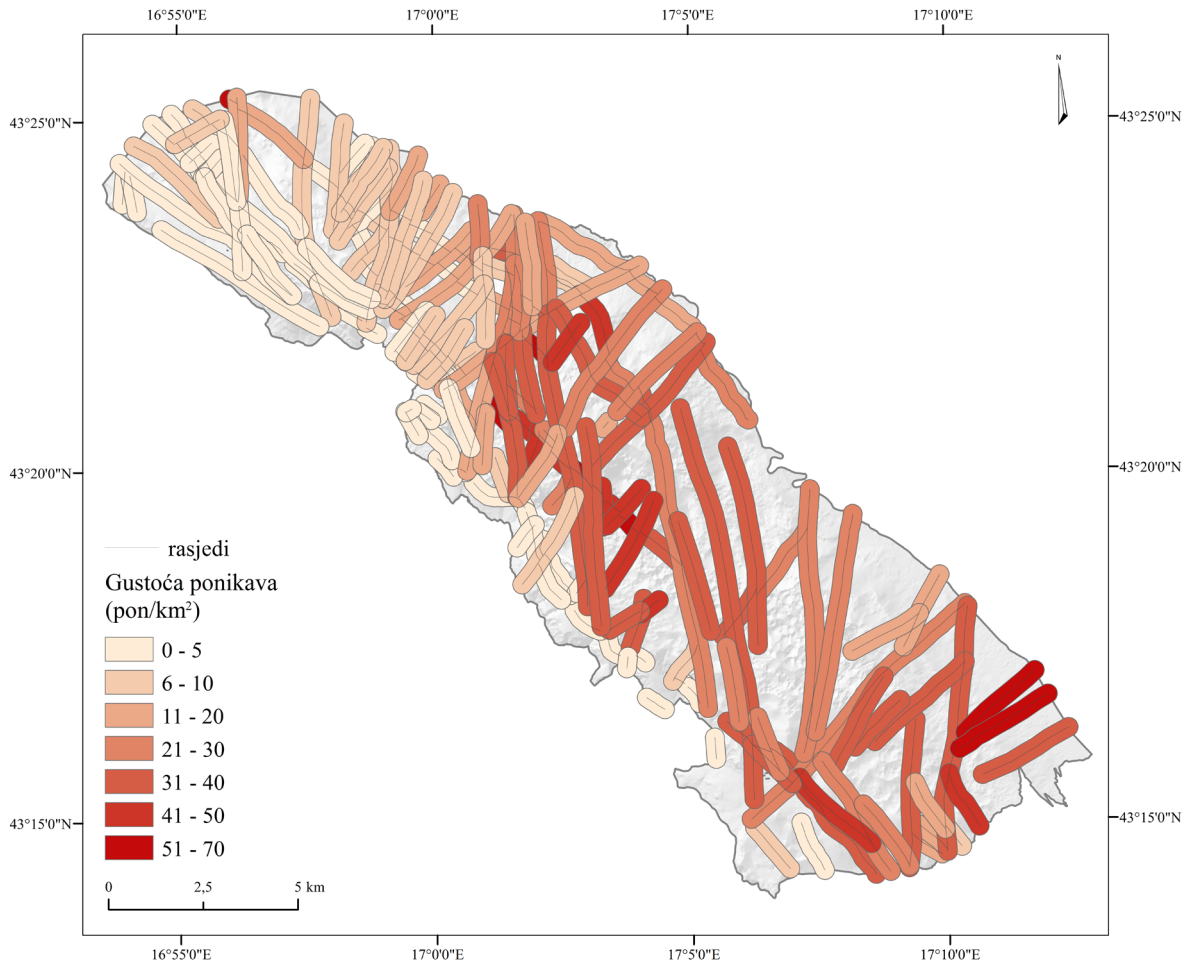 16°55'0"E 17°0'0"E 17°5'0"E 17°10'0"E
N
43°25'0"N 43°25'0"N
43°20'0"N 43°20'0"N
rasjedi
Gustoća ponikava
(pon/km²)
0 - 5
6 - 10
11 - 20
21 - 30
31 - 40
41 - 50
51 - 70
43°15'0"N 43°15'0"N
0 2,5 5 km
16°55'0"E 17°0'0"E 17°5'0"E 17°10'0"E